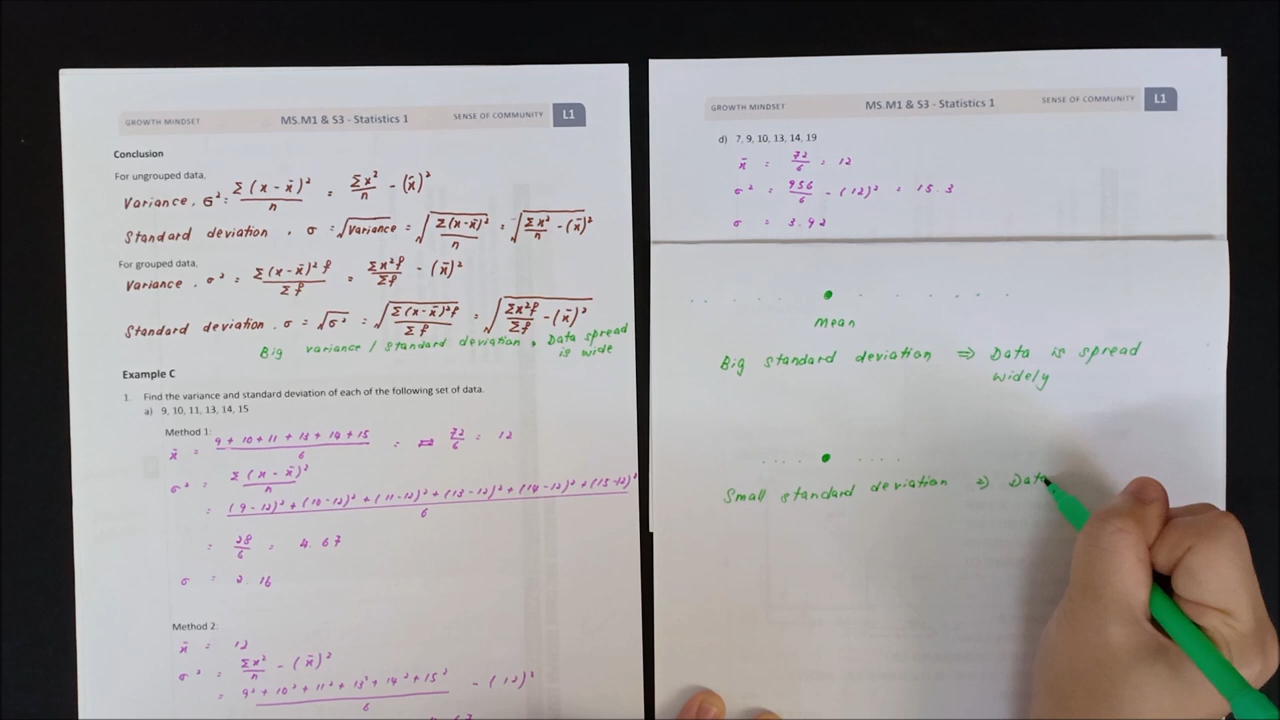 GROWTH MINDSET MS.M1 & S3 - Statistics 1 SENSE OF COMMUNITY L1
Conclusion
For ungrouped data,
Variance, σ² = Σ(x - x̄)²/n = Σx²/n - (x̄)²
Standard deviation, σ = √Variance = √(Σ(x-x̄)²/n) = √(Σx²/n - (x̄)²)
For grouped data,
Variance, σ² = Σ(x-x̄)²f/Σf = Σx²f/Σf - (x̄)²
Standard deviation, σ = √σ² = √(Σ(x-x̄)²f/Σf) = √(Σx²f/Σf - (x̄)²)
Big variance / standard deviation, Data spread
is wide
Example C
1. Find the variance and standard deviation of each of the following set of data.
a) 9, 10, 11, 13, 14, 15
Method 1:
x̄ = (9 + 10 + 11 + 13 + 14 + 15)/6 = 72/6 = 12
σ² = Σ(x - x̄)²/n
= ((9-12)² + (10-12)² + (11-12)² + (13-12)² + (14-12)² + (15-12)²)/6
= 28/6 = 4.67
σ = 2.16
Method 2:
x̄ = 12
σ² = Σx²/n - (x̄)²
= (9² + 10² + 11² + 13² + 14² + 15²)/6 - (12)²
GROWTH MINDSET MS.M1 & S3 - Statistics 1 SENSE OF COMMUNITY L1
d) 7, 9, 10, 13, 14, 19
x̄ = 72/6 = 12
σ² = 956/6 - (12)² = 15.3
σ = 3.92
Mean
Big standard deviation ⇒ Data is spread
widely
Small standard deviation ⇒ Data